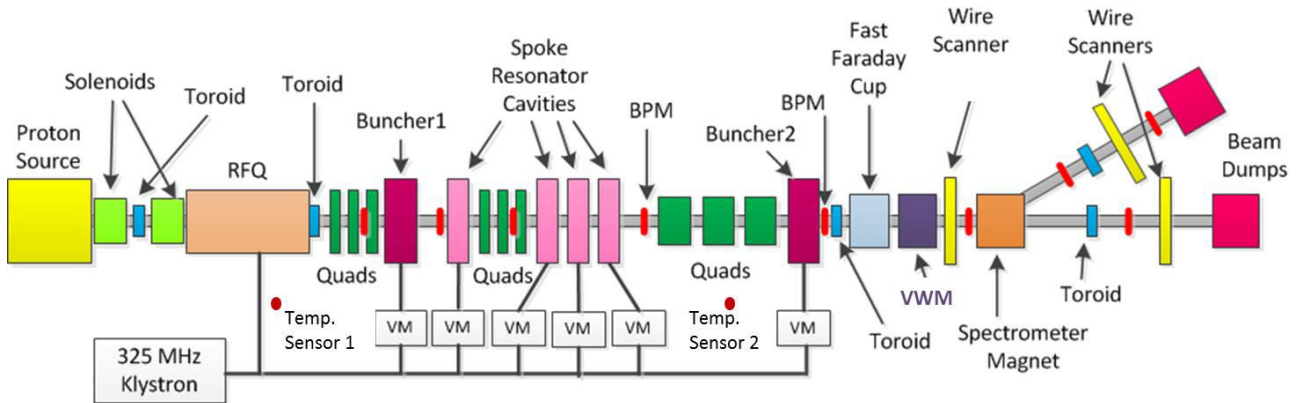 Proton
Source
Solenoids
Toroid
RFQ
Toroid
Quads
Buncher1
Spoke
Resonator
Cavities
Quads
BPM
Quads
Buncher2
BPM
Fast
Faraday
Cup
Toroid
VWM
Wire
Scanner
Spectrometer
Magnet
Wire
Scanners
Toroid
Beam
Dumps
Temp.
Sensor 1
VM
VM
VM
VM
VM
Temp.
Sensor 2
VM
325 MHz
Klystron